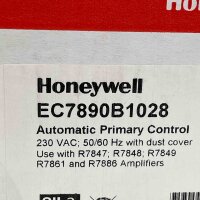 Honeywell
EC7890B1028
Automatic Primary Control
230 VAC; 50/60 Hz with dust cover
Use with R7847; R7848; R7849
R7861 and R7886 Amplifiers